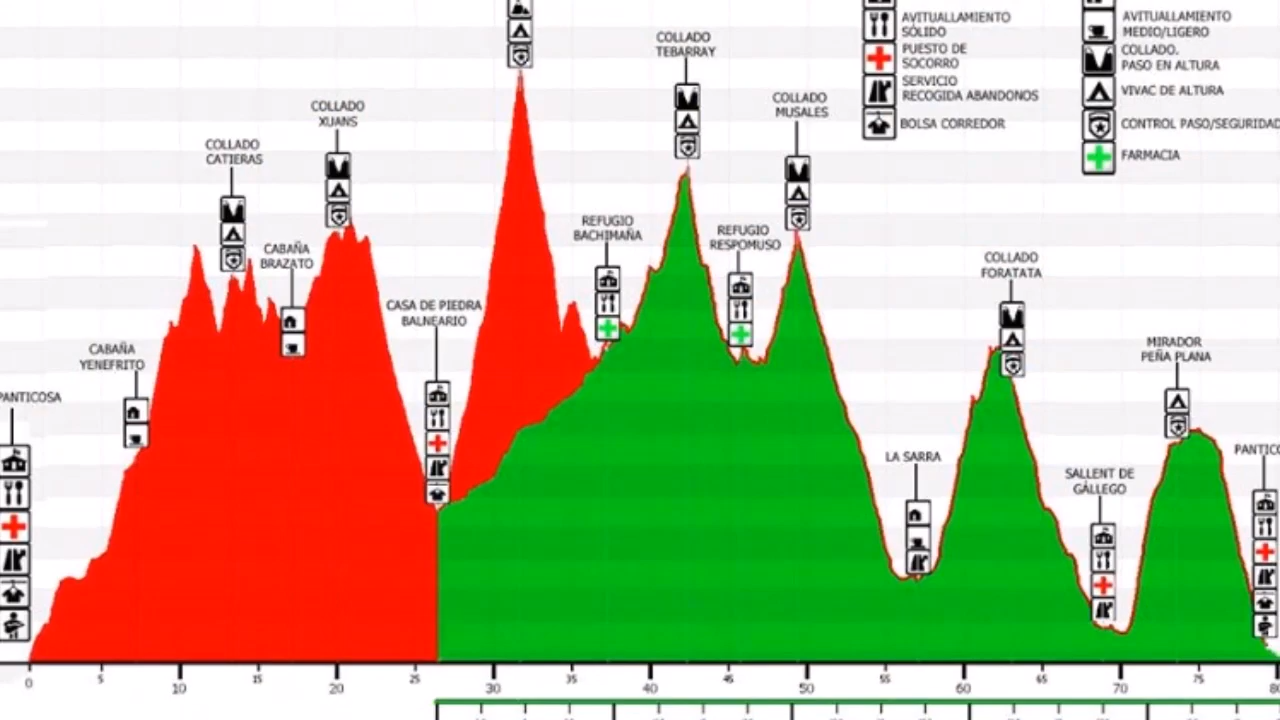 AVITUALLAMIENTO
SÓLIDO
PUESTO DE
SOCORRO
SERVICIO
RECOGIDA ABANDONOS
BOLSA CORREDOR
AVITUALLAMIENTO
MEDIO/LIGERO
COLLADO.
PASO EN ALTURA
VIVAC DE ALTURA
CONTROL PASO/SEGURIDAD
FARMACIA
PANTICOSA
CABAÑA
YENEFRITO
COLLADO
CATIERAS
CABAÑA
BRAZATO
COLLADO
XUANS
CASA DE PIEDRA
BALNEARIO
REFUGIO
BACHIMAÑA
COLLADO
TEBARRAY
REFUGIO
RESPOMUSO
COLLADO
MUSALES
LA SARRA
COLLADO
FORATATA
SALLENT DE
GÁLLEGO
MIRADOR
PEÑA PLANA
PANTICO
0 5 10 15 20 25 30 35 40 45 50 55 60 65 70 75 80